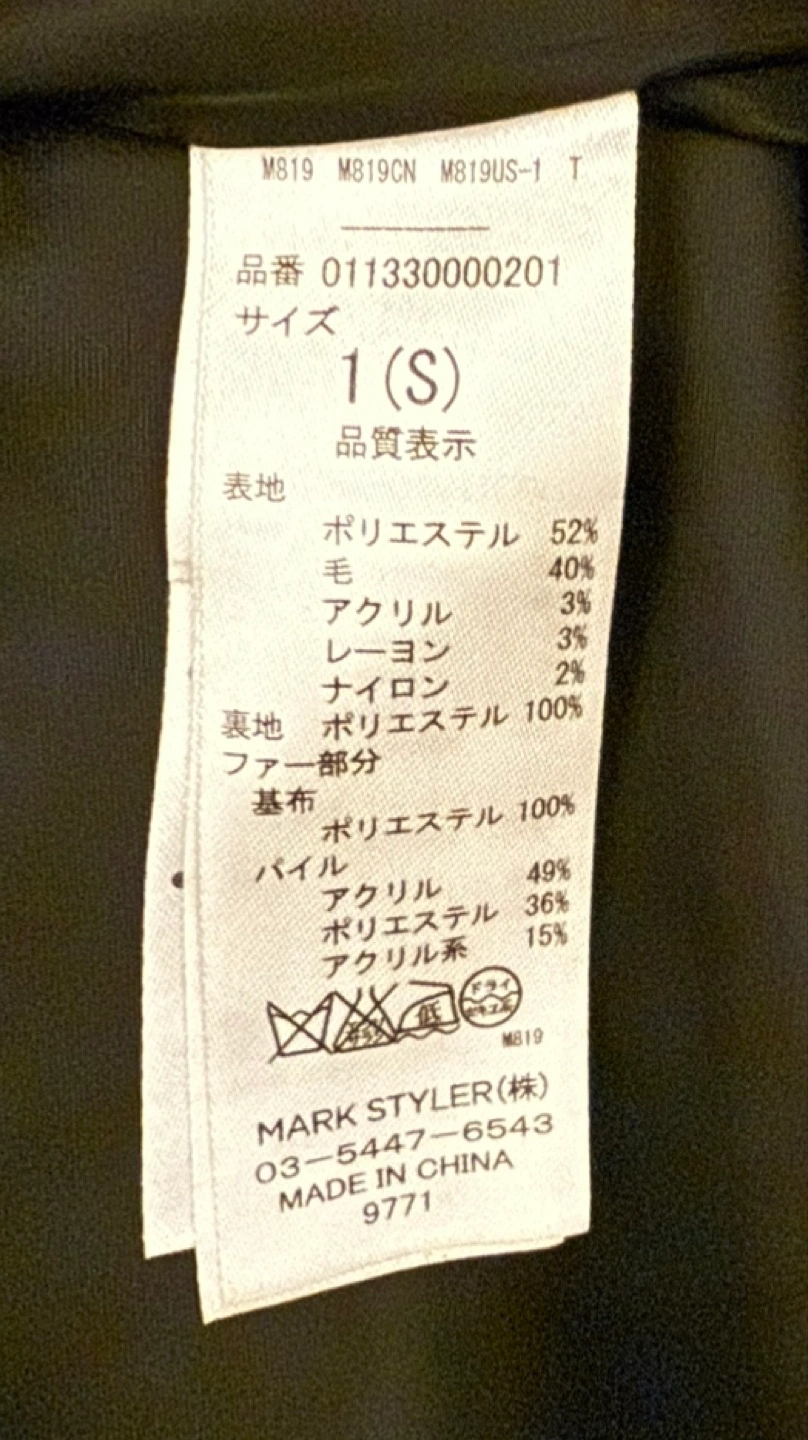 M819 M819CN M819US-1 T
品番 011330000201
サイズ
1(S)
品質表示
表地
ポリエステル 52%
毛 40%
アクリル 3%
レーヨン 3%
ナイロン 2%
裏地 ポリエステル 100%
ファー部分
基布
ポリエステル 100%
パイル
アクリル 49%
ポリエステル 36%
アクリル系 15%
低 ドライ
M819
MARK STYLER(株)
03-5447-6543
MADE IN CHINA
9771